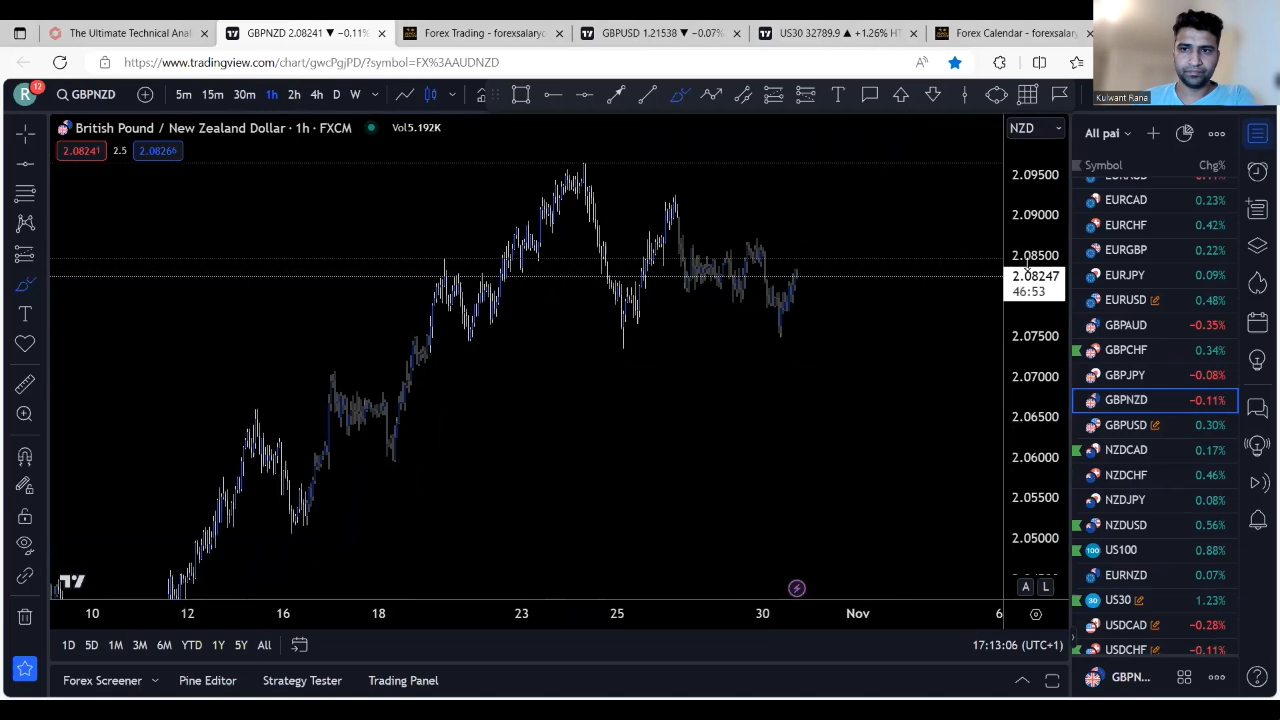 The Ultimate Technical Anal
GBPNZD 2.08241 ▼ −0.11%
Forex Trading - forexsalaryc
GBPUSD 1.21538 ▼ −0.07%
US30 32789.9 ▲ +1.26% HT
Forex Calendar - forexsalary
https://www.tradingview.com/chart/gwcPgjPD/?symbol=FX%3AAUDNZD
Kulwant Rana
R 12
GBPNZD
5m 15m 30m 1h 2h 4h D W
All pai
British Pound / New Zealand Dollar · 1h · FXCM
Vol5.192K
NZD
2.08241 2.5 2.08266
Symbol Chg%
2.09500
2.09000
2.08500
2.08247
46:53
2.07500
2.07000
2.06500
2.06000
2.05500
2.05000
EURCAD 0.23%
EURCHF 0.42%
EURGBP 0.22%
EURJPY 0.09%
EURUSD 0.48%
GBPAUD −0.35%
GBPCHF 0.34%
GBPJPY −0.08%
GBPNZD −0.11%
GBPUSD 0.30%
NZDCAD 0.17%
NZDCHF 0.46%
NZDJPY 0.08%
NZDUSD 0.56%
US100 0.88%
EURNZD 0.07%
US30 1.23%
USDCAD −0.28%
USDCHF −0.11%
A L
10 12 16 18 23 25 30 Nov 6
1D 5D 1M 3M 6M YTD 1Y 5Y All
17:13:06 (UTC+1)
Forex Screener Pine Editor Strategy Tester Trading Panel
GBPN...